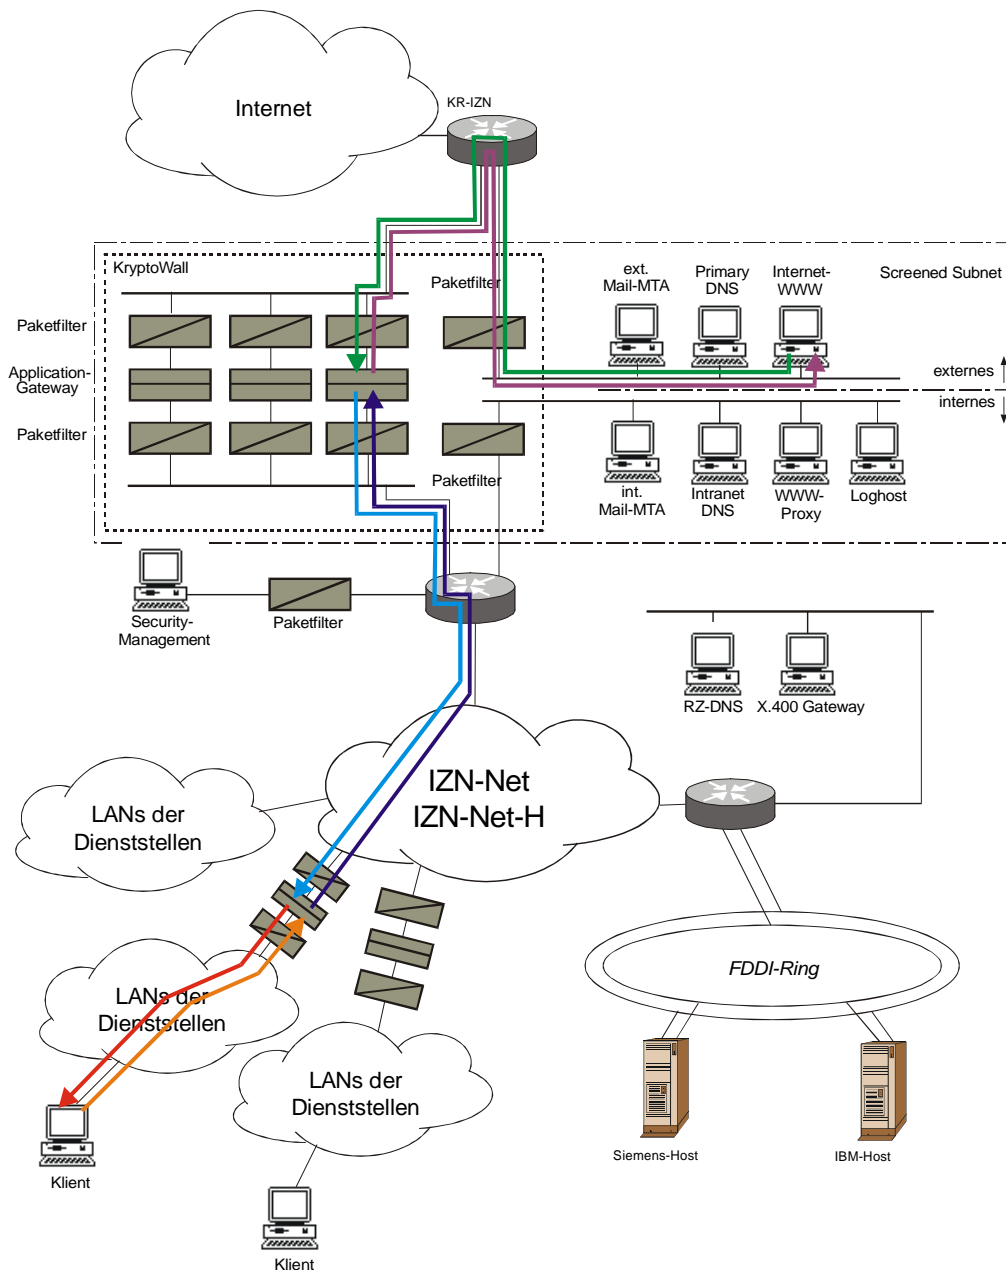 Internet
KR-IZN
KryptoWall
Paketfilter
ext.
Mail-MTA
Primary
DNS
Internet-
WWW
Screened Subnet
Paketfilter
Application-
Gateway
Paketfilter
externes
internes
Paketfilter
int.
Mail-MTA
Intranet
DNS
WWW-
Proxy
Loghost
Security-
Management
Paketfilter
RZ-DNS
X.400 Gateway
IZN-Net
IZN-Net-H
LANs der
Dienststellen
LANs der
Dienststellen
FDDI-Ring
LANs der
Dienststellen
Siemens-Host
IBM-Host
Klient
Klient